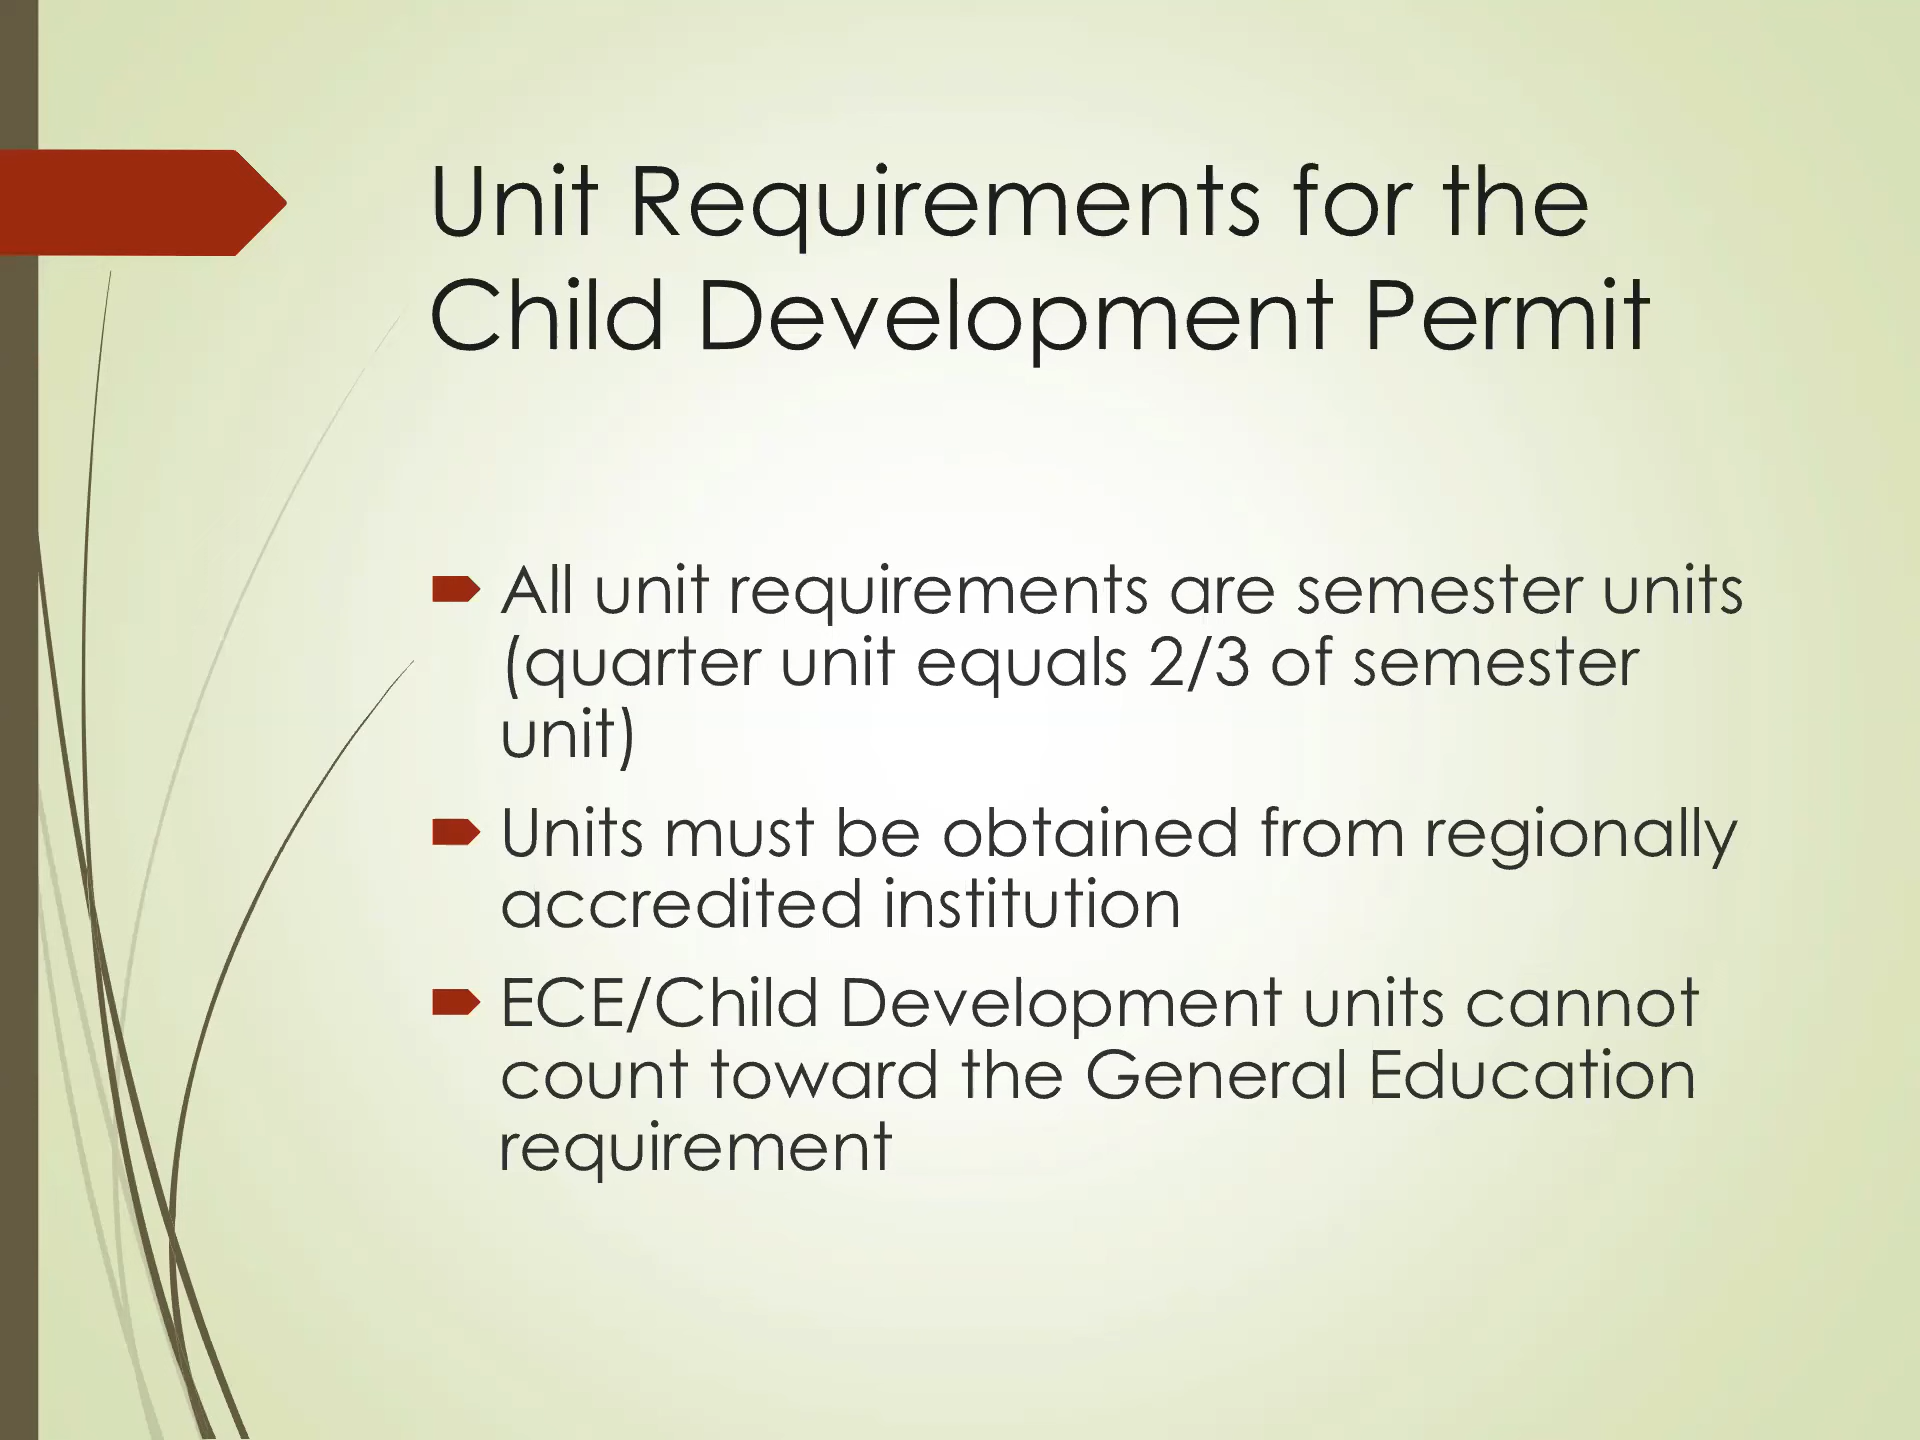 Unit Requirements for the
Child Development Permit
All unit requirements are semester units
(quarter unit equals 2/3 of semester
unit)
Units must be obtained from regionally
accredited institution
ECE/Child Development units cannot
count toward the General Education
requirement